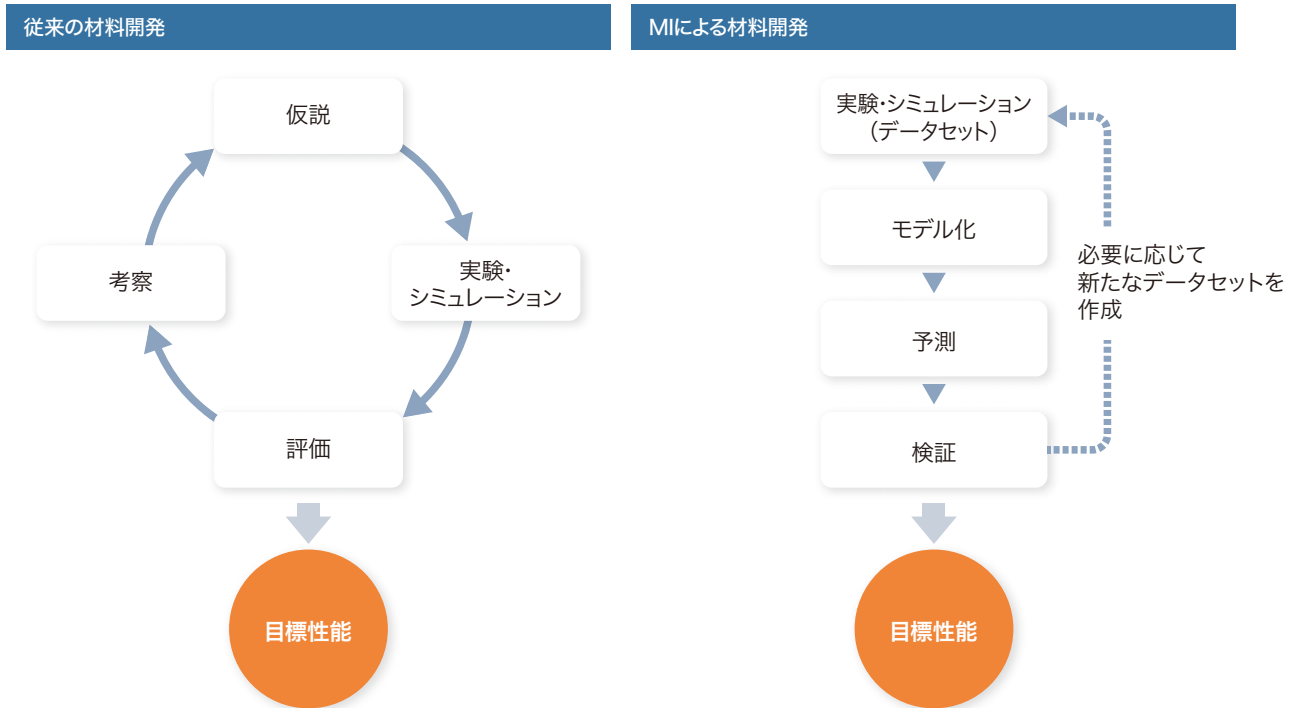 従来の材料開発
仮説
実験・
シミュレーション
考察
評価
目標性能
MIによる材料開発
実験・シミュレーション
（データセット）
モデル化
予測
検証
必要に応じて
新たなデータセットを
作成
目標性能